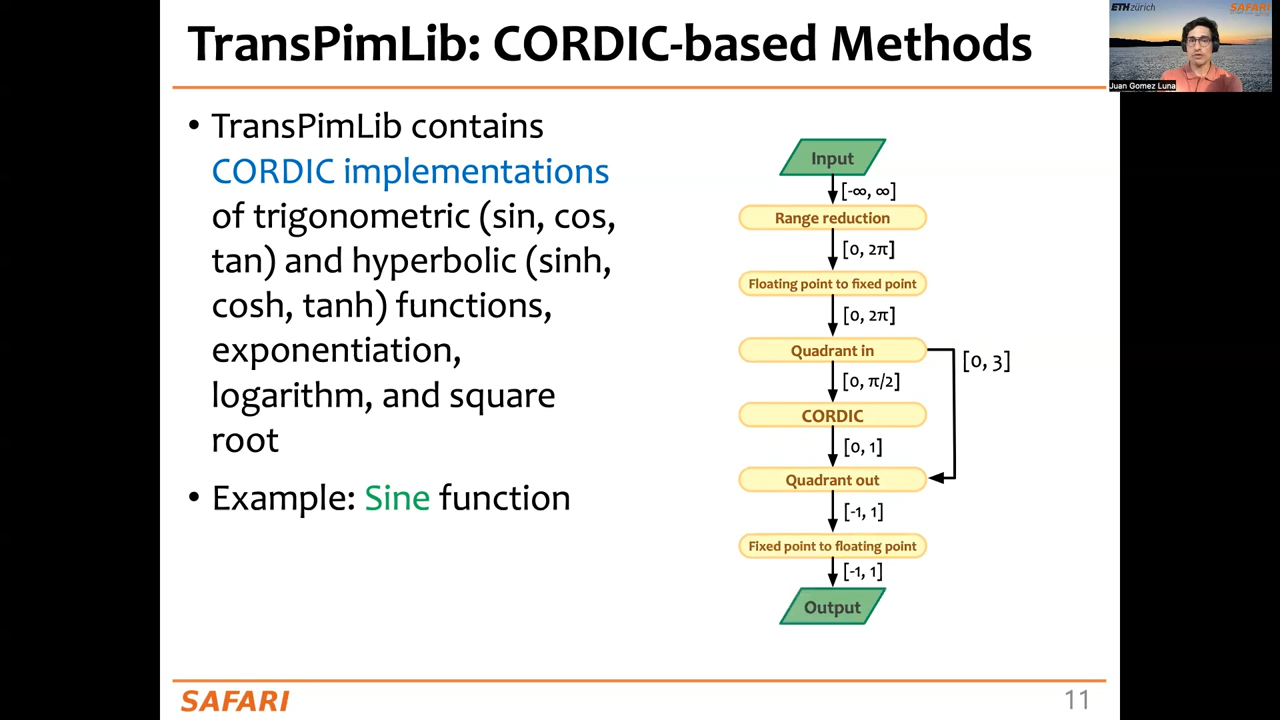 TransPimLib: CORDIC-based Methods
ETH zürich
SAFARI
Juan Gomez Luna
• TransPimLib contains
CORDIC implementations
of trigonometric (sin, cos,
tan) and hyperbolic (sinh,
cosh, tanh) functions,
exponentiation,
logarithm, and square
root
• Example: Sine function
Input
[-∞, ∞]
Range reduction
[0, 2π]
Floating point to fixed point
[0, 2π]
Quadrant in
[0, 3]
[0, π/2]
CORDIC
[0, 1]
Quadrant out
[-1, 1]
Fixed point to floating point
[-1, 1]
Output
SAFARI
11